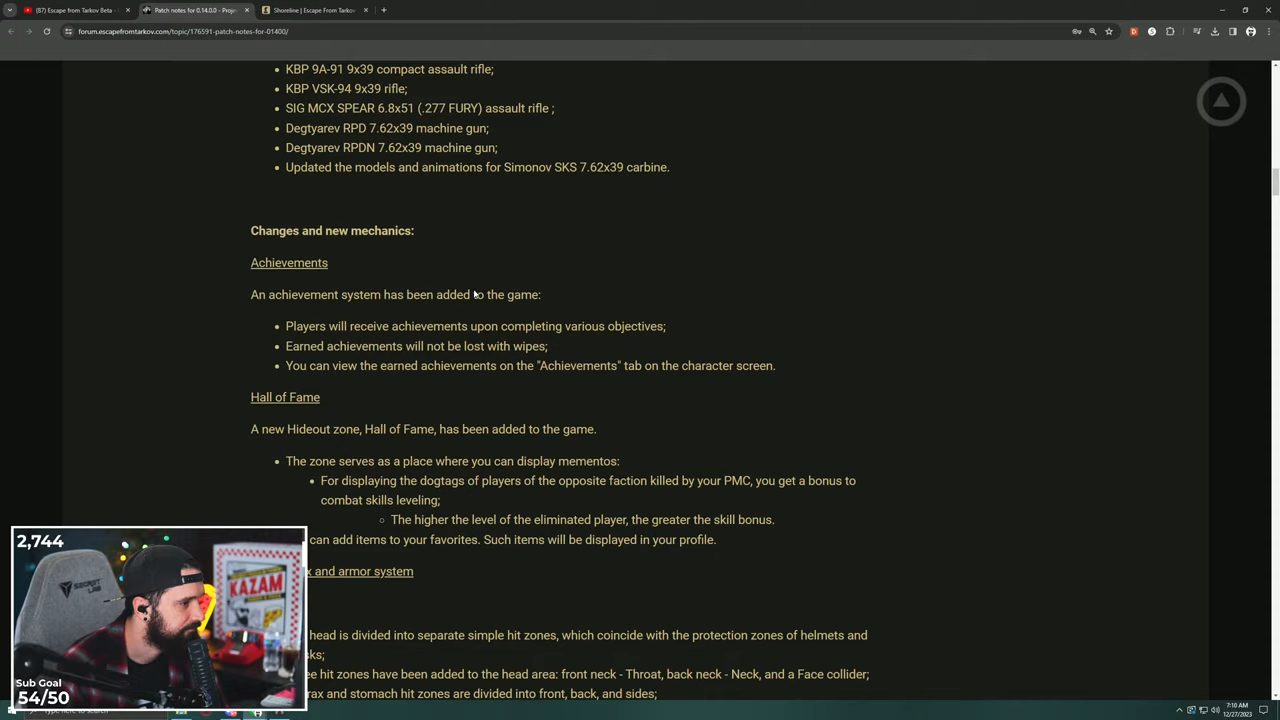 (87) Escape from Tarkov Beta -
Patch notes for 0.14.0.0 - Proje
Shoreline | Escape From Tarkov
forum.escapefromtarkov.com/topic/176591-patch-notes-for-01400/
KBP 9A-91 9x39 compact assault rifle;
KBP VSK-94 9x39 rifle;
SIG MCX SPEAR 6.8x51 (.277 FURY) assault rifle ;
Degtyarev RPD 7.62x39 machine gun;
Degtyarev RPDN 7.62x39 machine gun;
Updated the models and animations for Simonov SKS 7.62x39 carbine.
Changes and new mechanics:
Achievements
An achievement system has been added to the game:
Players will receive achievements upon completing various objectives;
Earned achievements will not be lost with wipes;
You can view the earned achievements on the "Achievements" tab on the character screen.
Hall of Fame
A new Hideout zone, Hall of Fame, has been added to the game.
The zone serves as a place where you can display mementos:
For displaying the dogtags of players of the opposite faction killed by your PMC, you get a bonus to
combat skills leveling;
The higher the level of the eliminated player, the greater the skill bonus.
can add items to your favorites. Such items will be displayed in your profile.
x and armor system
head is divided into separate simple hit zones, which coincide with the protection zones of helmets and
sks;
ee hit zones have been added to the head area: front neck - Throat, back neck - Neck, and a Face collider;
rax and stomach hit zones are divided into front, back, and sides;
2,744
SECRETLAB
KAZAM
Sub Goal
54/50
Type here to search
7:10 AM
12/27/2023